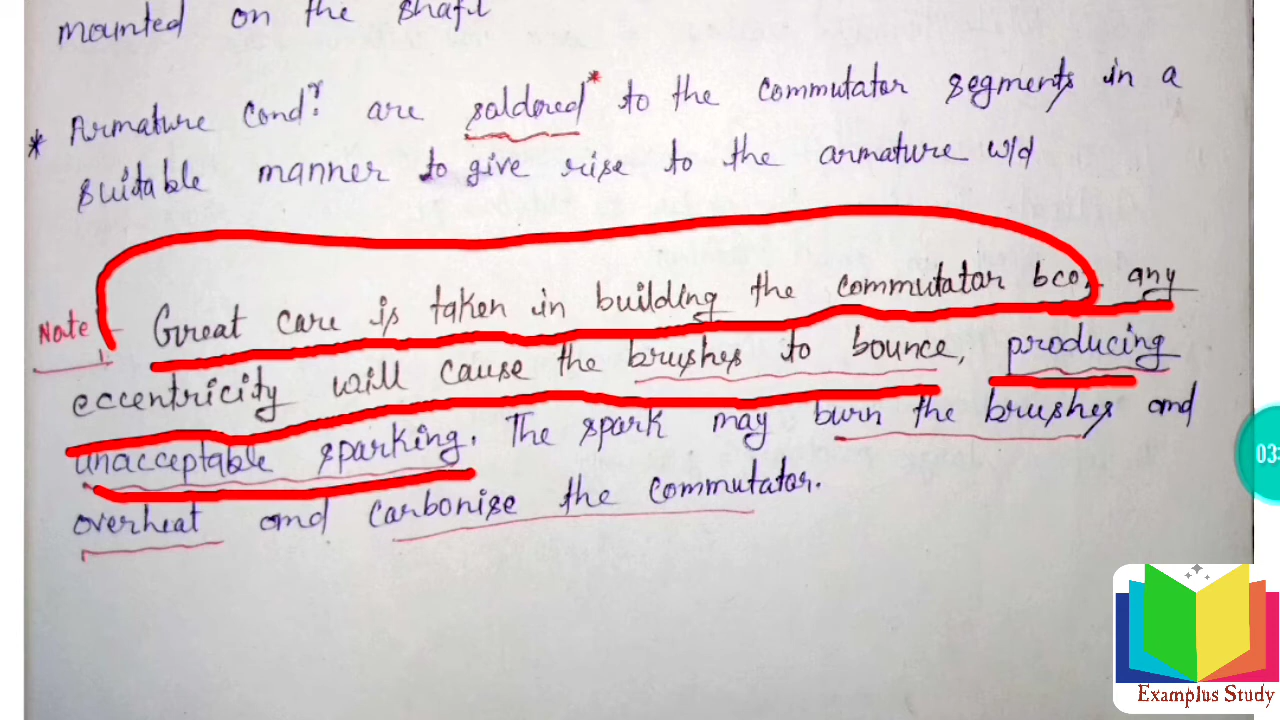 mounted on the shaft
* Armature Cond.r are soldered* to the commutator segments in a
suitable manner to give rise to the armature w/d
Note - Great care is taken in building the commutator bcoz any
eccentricity will cause the brushes to bounce, producing
unacceptable sparking. The spark may burn the brushes and
overheat and carbonise the commutator.
03:
Examplus Study